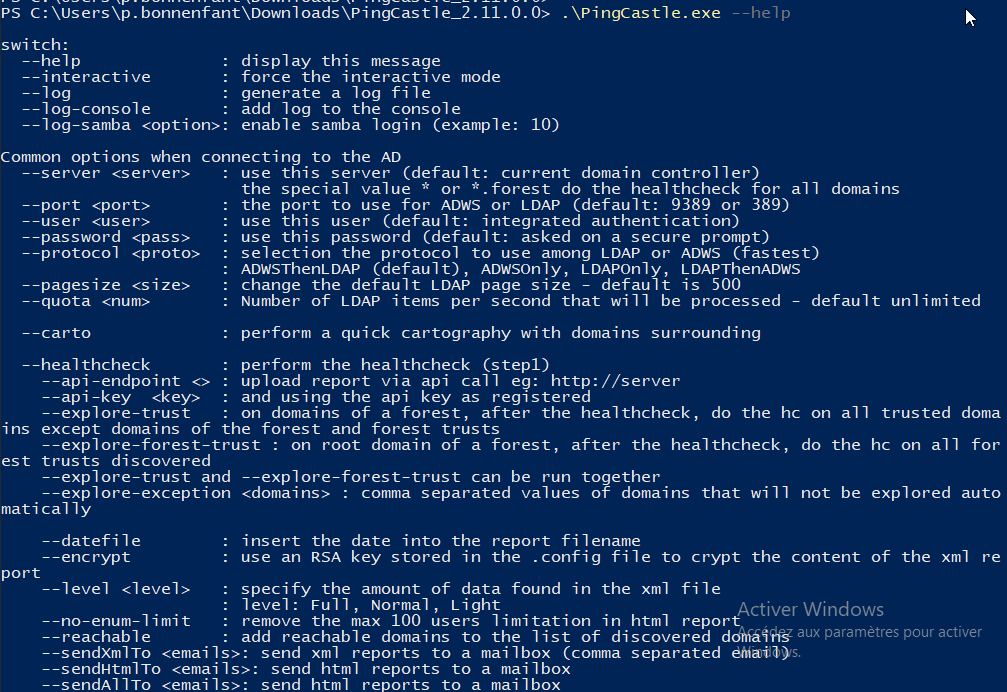 PS C:\Users\p.bonnenfant\Downloads\PingCastle_2.11.0.0> .\PingCastle.exe --help
switch:
  --help              : display this message
  --interactive       : force the interactive mode
  --log               : generate a log file
  --log-console       : add log to the console
  --log-samba <option>: enable samba login (example: 10)
Common options when connecting to the AD
  --server <server>   : use this server (default: current domain controller)
                        the special value * or *.forest do the healthcheck for all domains
  --port <port>       : the port to use for ADWS or LDAP (default: 9389 or 389)
  --user <user>       : use this user (default: integrated authentication)
  --password <pass>   : use this password (default: asked on a secure prompt)
  --protocol <proto>  : selection the protocol to use among LDAP or ADWS (fastest)
                      : ADWSThenLDAP (default), ADWSOnly, LDAPOnly, LDAPThenADWS
  --pagesize <size>   : change the default LDAP page size - default is 500
  --quota <num>       : Number of LDAP items per second that will be processed - default unlimited
  --carto             : perform a quick cartography with domains surrounding
  --healthcheck       : perform the healthcheck (step1)
    --api-endpoint <> : upload report via api call eg: http://server
    --api-key  <key>  : and using the api key as registered
    --explore-trust   : on domains of a forest, after the healthcheck, do the hc on all trusted doma
ins except domains of the forest and forest trusts
    --explore-forest-trust : on root domain of a forest, after the healthcheck, do the hc on all for
est trusts discovered
    --explore-trust and --explore-forest-trust can be run together
    --explore-exception <domains> : comma separated values of domains that will not be explored auto
matically
    --datefile        : insert the date into the report filename
    --encrypt         : use an RSA key stored in the .config file to crypt the content of the xml re
port
    --level <level>   : specify the amount of data found in the xml file
                      : level: Full, Normal, Light
    --no-enum-limit   : remove the max 100 users limitation in html report
    --reachable       : add reachable domains to the list of discovered domains
    --sendXmlTo <emails>: send xml reports to a mailbox (comma separated email)
    --sendHtmlTo <emails>: send html reports to a mailbox
    --sendAllTo <emails>: send html reports to a mailbox
Activer Windows
Accédez aux paramètres pour activer
Windows.